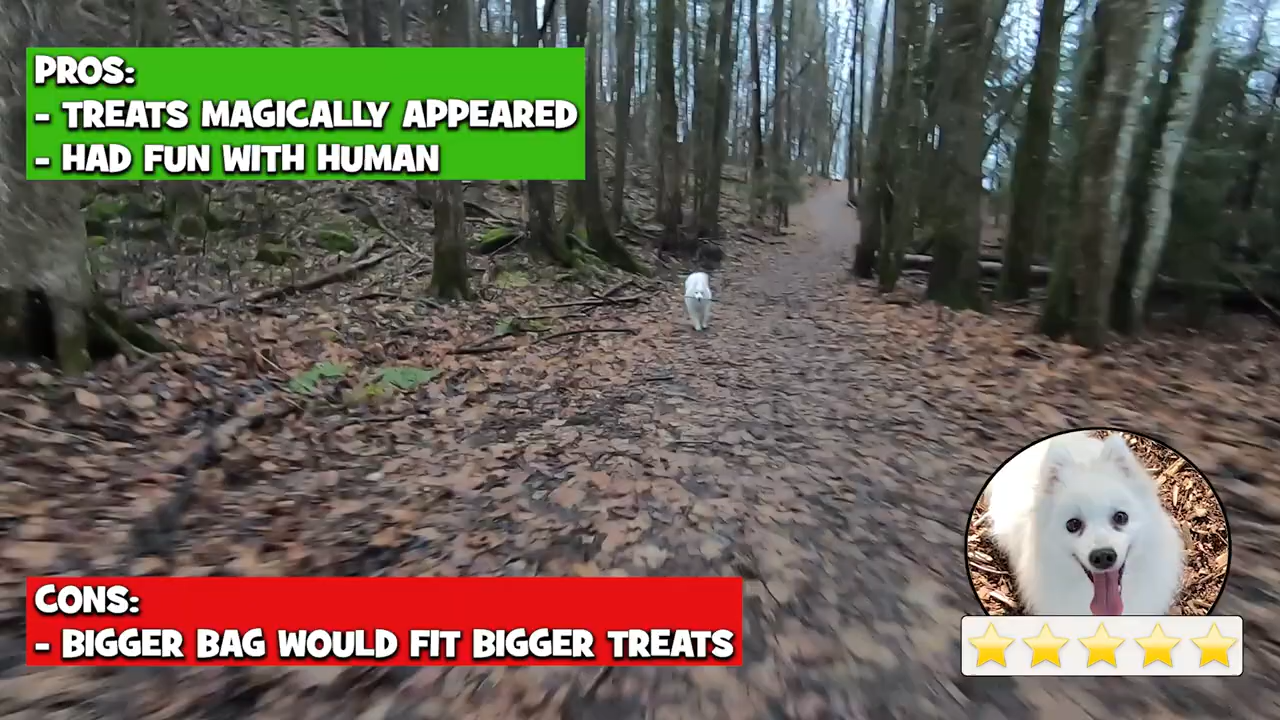 PROS:
- TREATS MAGICALLY APPEARED
- HAD FUN WITH HUMAN
CONS:
- BIGGER BAG WOULD FIT BIGGER TREATS